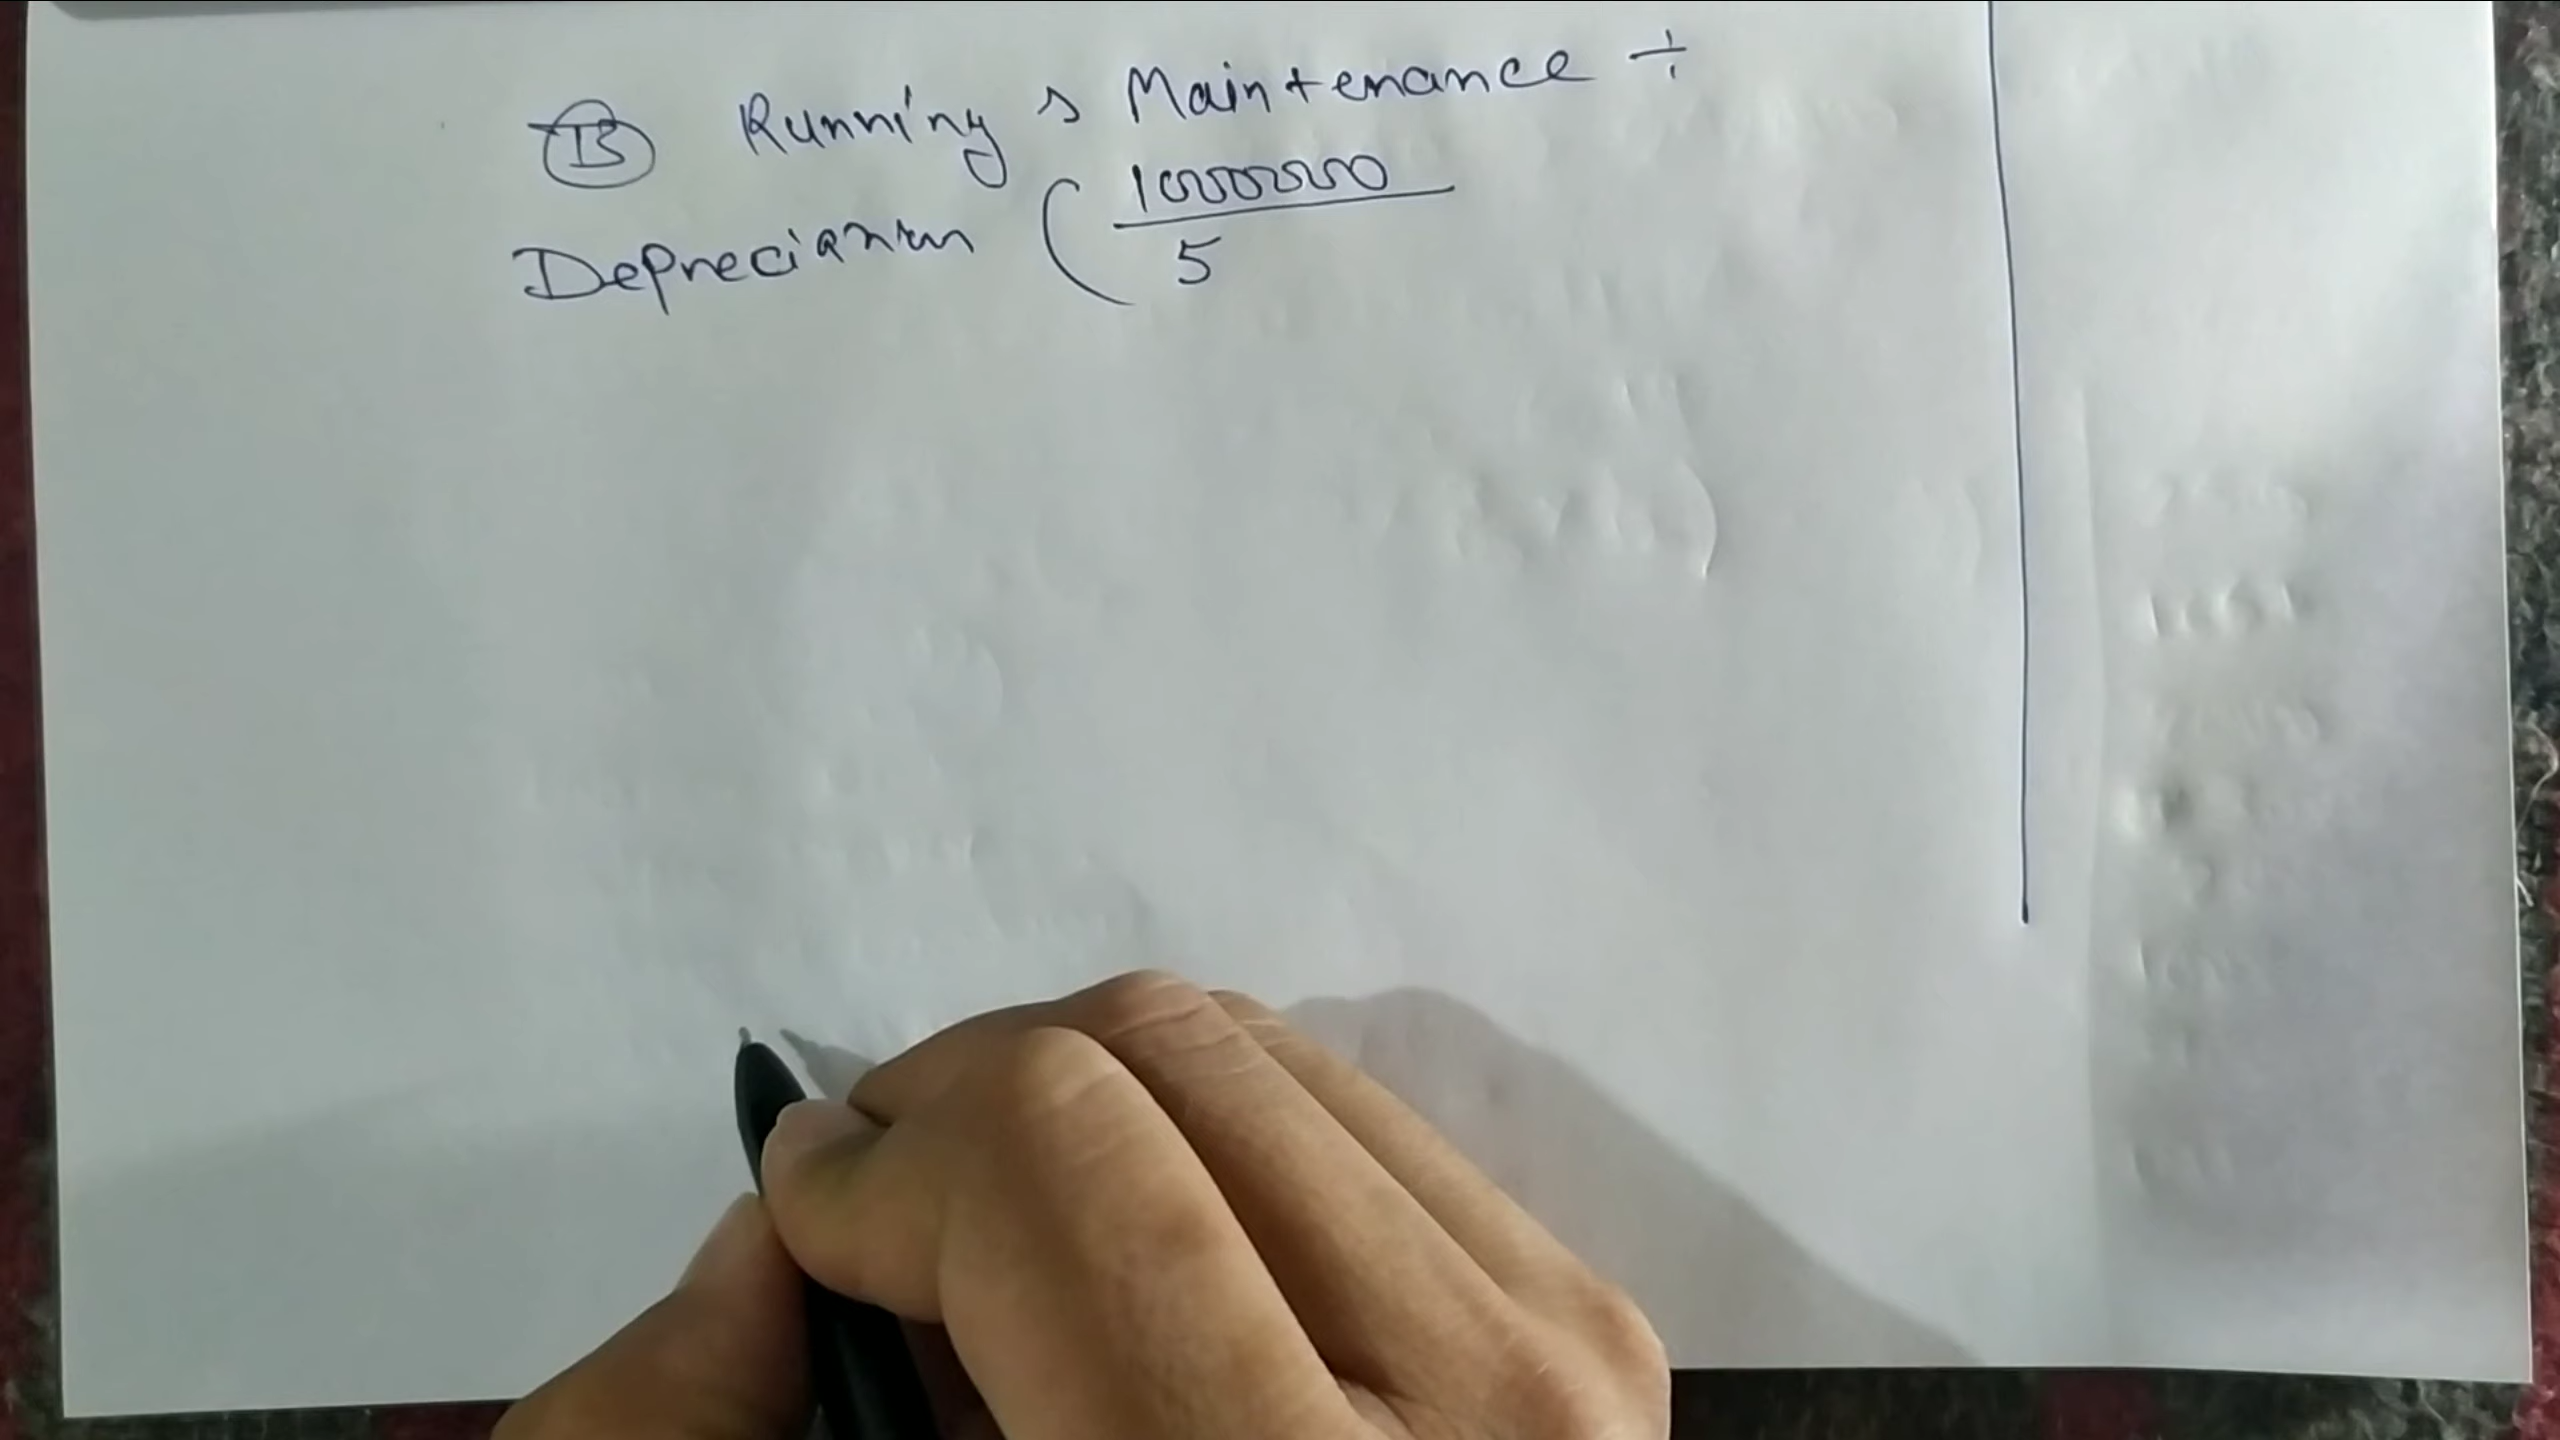 B Running & Maintenance ÷
Depreciation ( 1000000
5